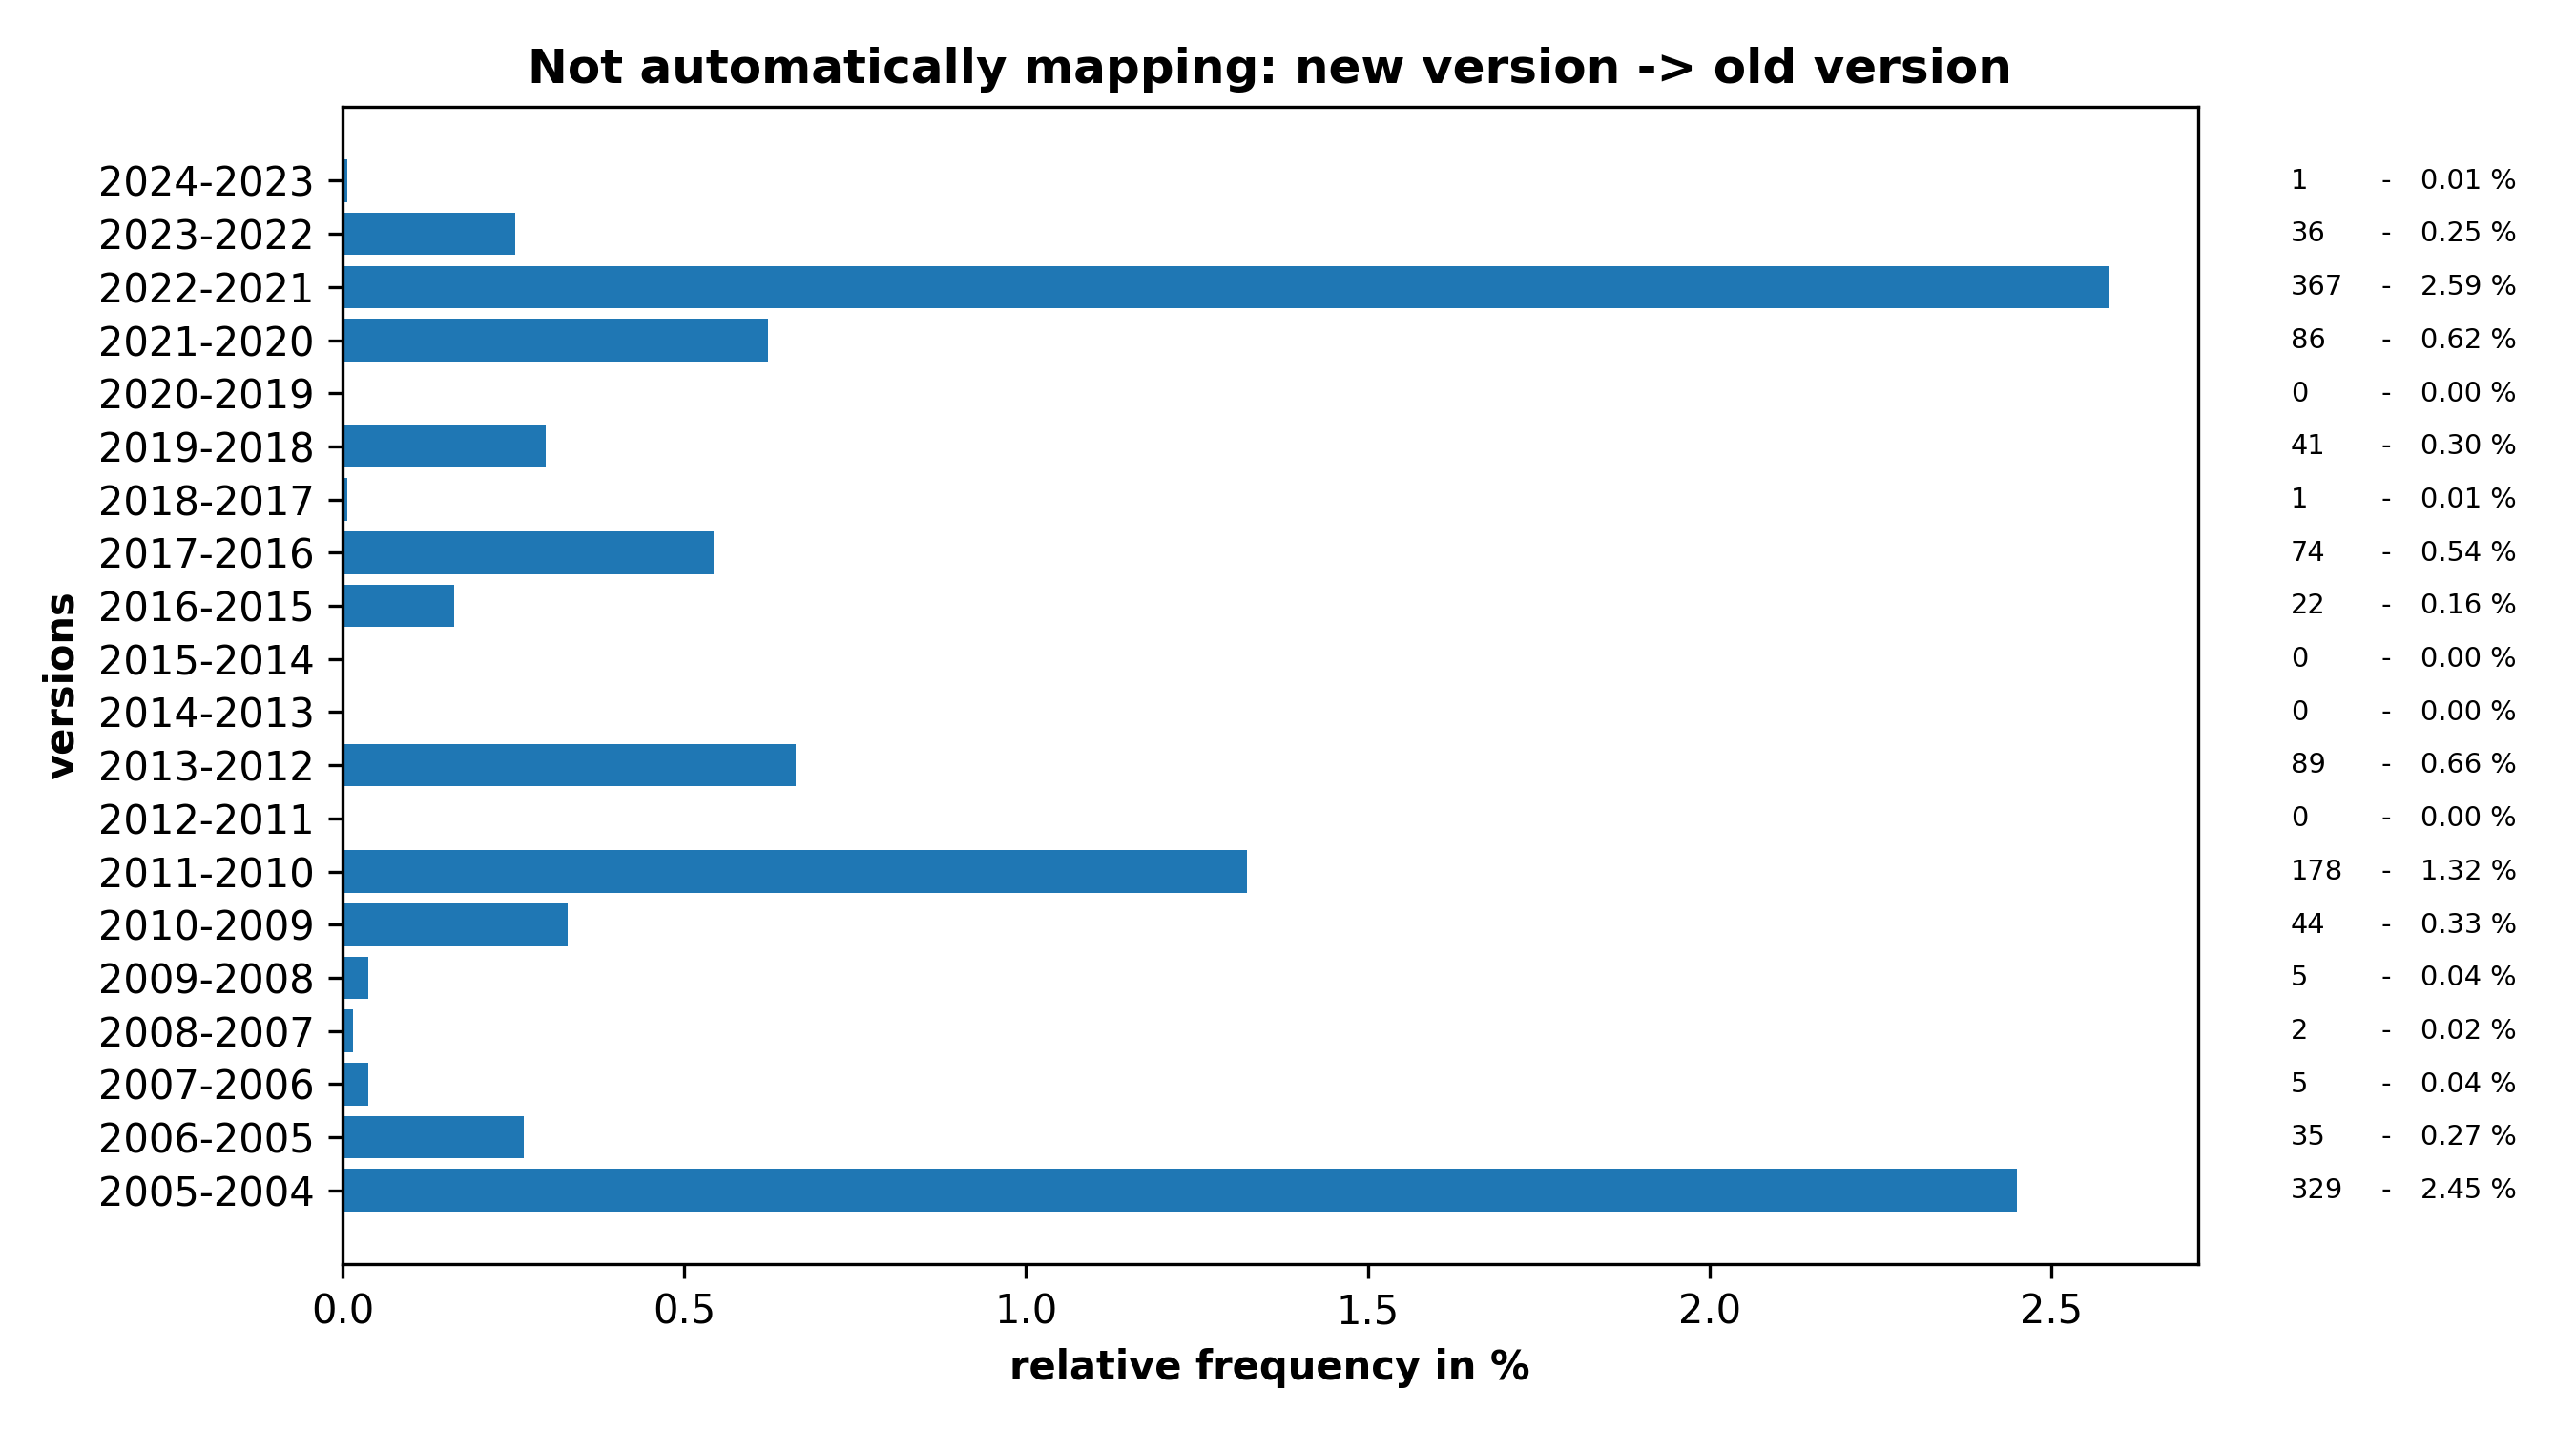 Not automatically mapping: new version -> old version
versions
2024-2023 1 - 0.01 %
2023-2022 36 - 0.25 %
2022-2021 367 - 2.59 %
2021-2020 86 - 0.62 %
2020-2019 0 - 0.00 %
2019-2018 41 - 0.30 %
2018-2017 1 - 0.01 %
2017-2016 74 - 0.54 %
2016-2015 22 - 0.16 %
2015-2014 0 - 0.00 %
2014-2013 0 - 0.00 %
2013-2012 89 - 0.66 %
2012-2011 0 - 0.00 %
2011-2010 178 - 1.32 %
2010-2009 44 - 0.33 %
2009-2008 5 - 0.04 %
2008-2007 2 - 0.02 %
2007-2006 5 - 0.04 %
2006-2005 35 - 0.27 %
2005-2004 329 - 2.45 %
0.0 0.5 1.0 1.5 2.0 2.5
relative frequency in %